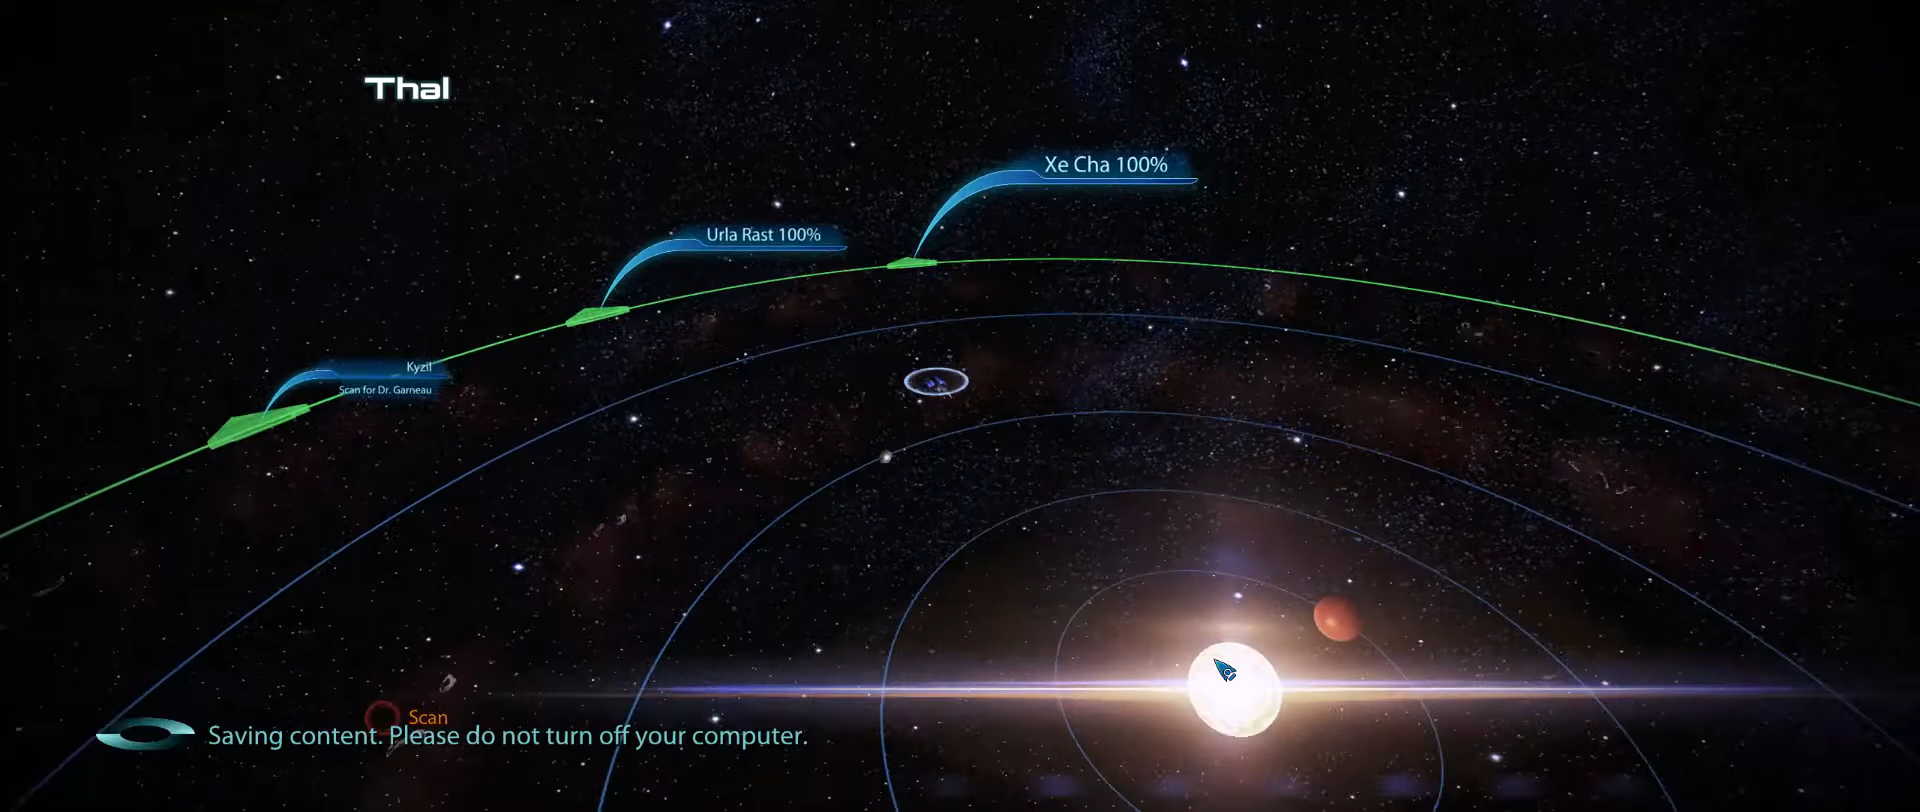 Thal
Xe Cha 100%
Urla Rast 100%
Kyzil
Scan for Dr. Garneau
Scan
Saving content. Please do not turn off your computer.